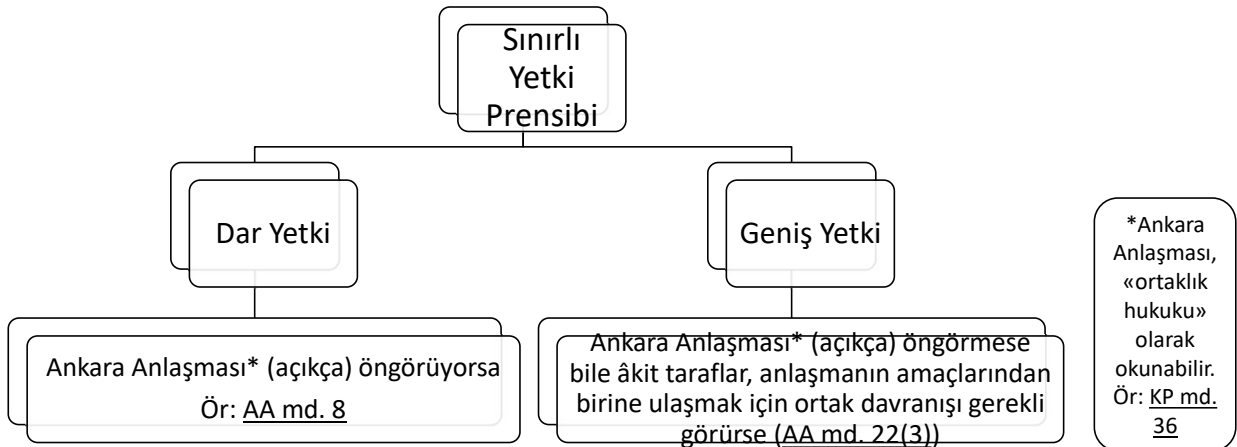 Sınırlı
Yetki
Prensibi
Dar Yetki
Geniş Yetki
Ankara Anlaşması* (açıkça) öngörüyorsa
Ör: AA md. 8
Ankara Anlaşması* (açıkça) öngörmese
bile âkit taraflar, anlaşmanın amaçlarından
birine ulaşmak için ortak davranışı gerekli
görürse (AA md. 22(3))
*Ankara
Anlaşması,
«ortaklık
hukuku»
olarak
okunabilir.
Ör: KP md.
36